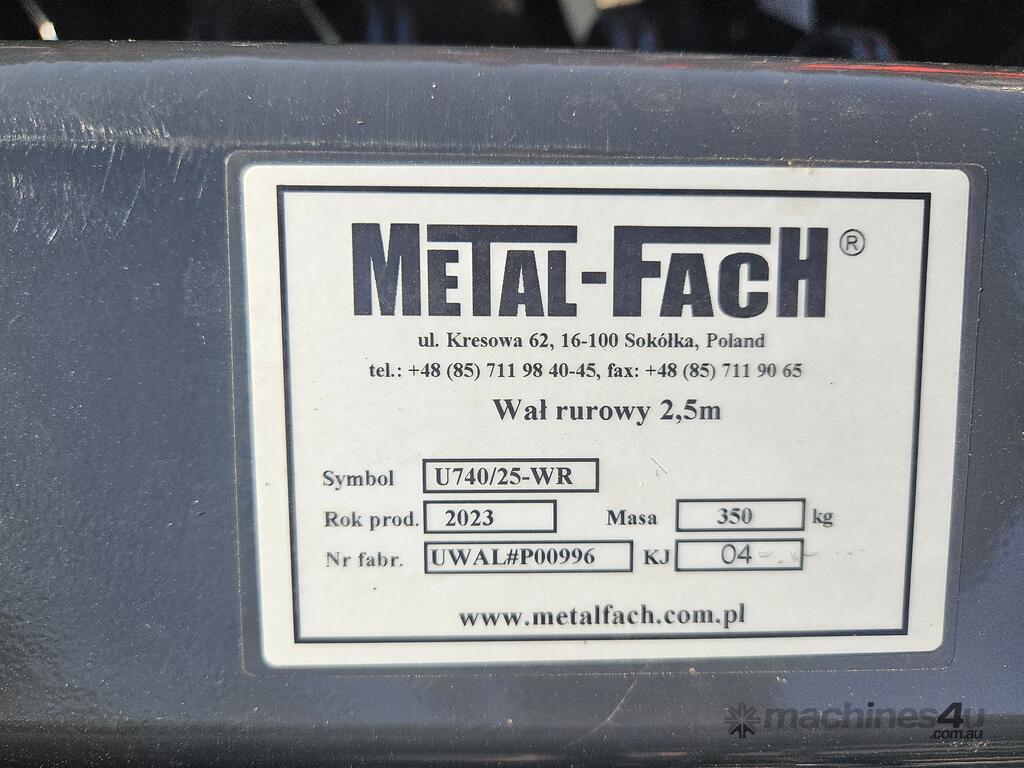 METAL-FACH®
ul. Kresowa 62, 16-100 Sokółka, Poland
tel.: +48 (85) 711 98 40-45, fax: +48 (85) 711 90 65
Wał rurowy 2,5m
Symbol U740/25-WR
Rok prod. 2023 Masa 350 kg
Nr fabr. UWAL#P00996 KJ 04
www.metalfach.com.pl
machines4u
.com.au